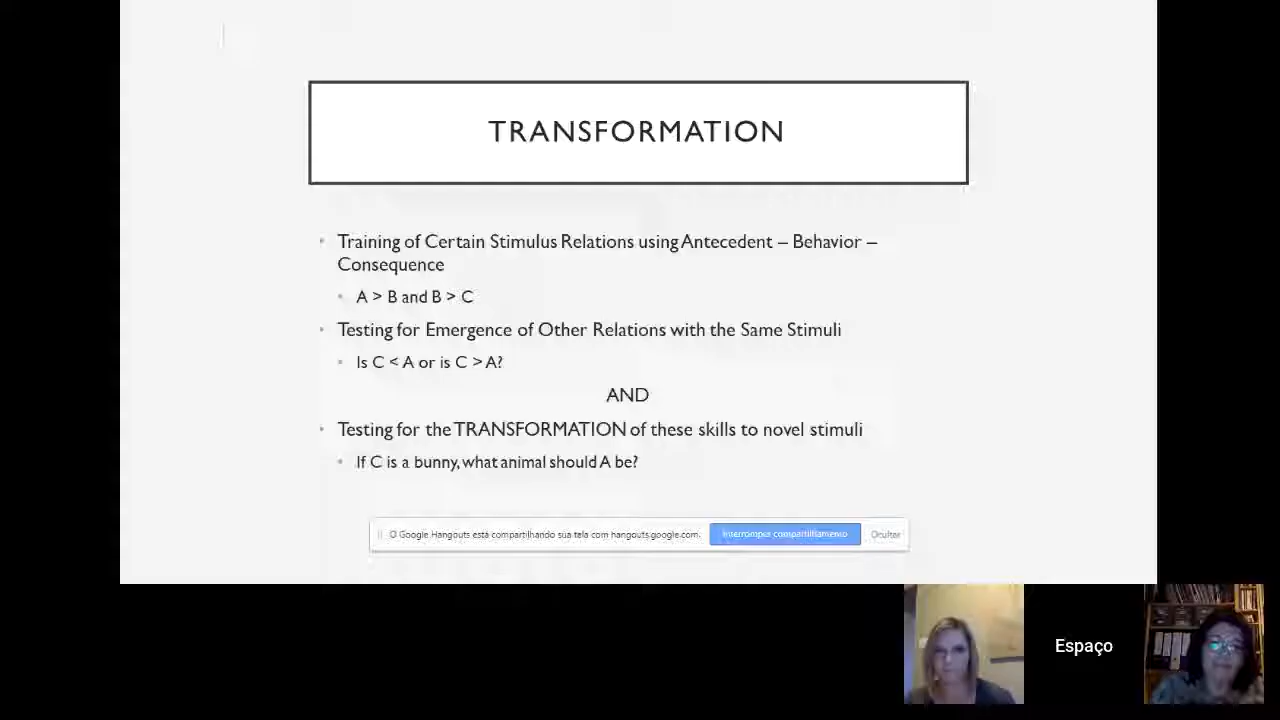 TRANSFORMATION
Training of Certain Stimulus Relations using Antecedent – Behavior –
Consequence
A > B and B > C
Testing for Emergence of Other Relations with the Same Stimuli
Is C < A or is C > A?
AND
Testing for the TRANSFORMATION of these skills to novel stimuli
If C is a bunny, what animal should A be?
O Google Hangouts está compartilhando sua tela com hangouts.google.com. Interromper compartilhamento Ocultar
Espaço